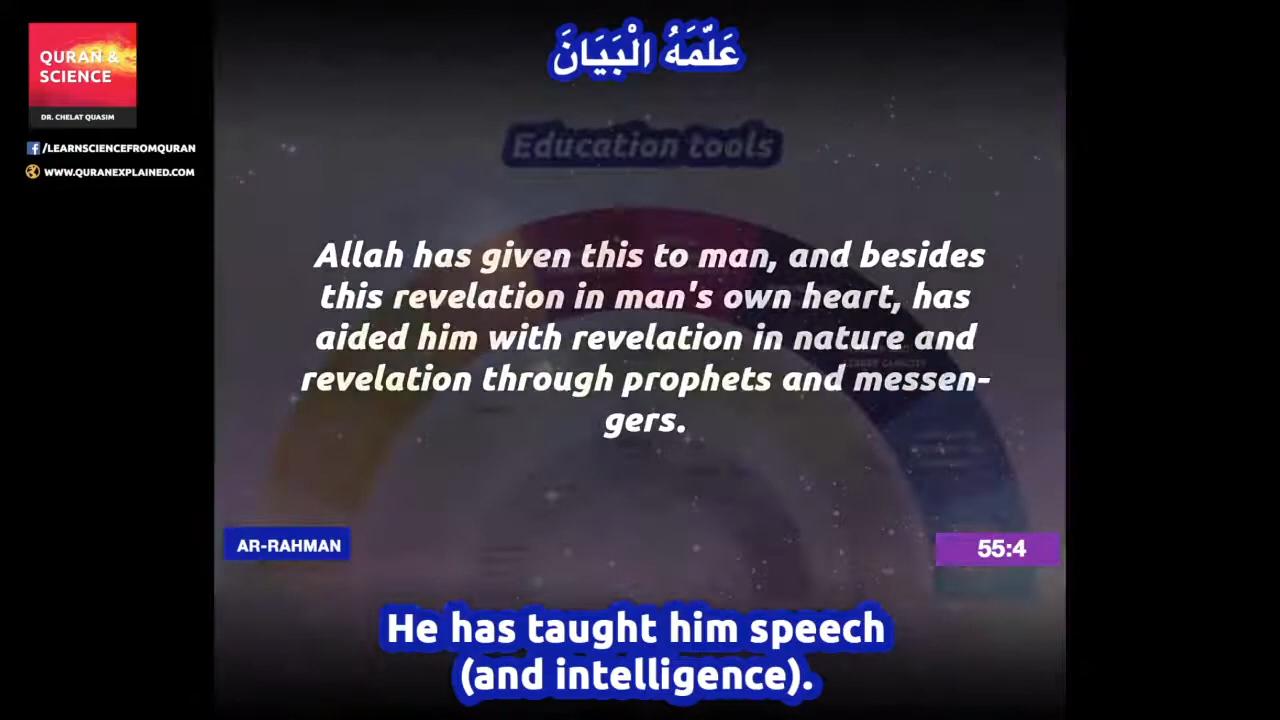 QURAN &
SCIENCE
DR. CHELAT QUASIM
/LEARNSCIENCEFROMQURAN
WWW.QURANEXPLAINED.COM
عَلَّمَهُ الْبَيَانَ
Education tools
Allah has given this to man, and besides
this revelation in man's own heart, has
aided him with revelation in nature and
revelation through prophets and messen-
gers.
AR-RAHMAN
55:4
He has taught him speech
(and intelligence).